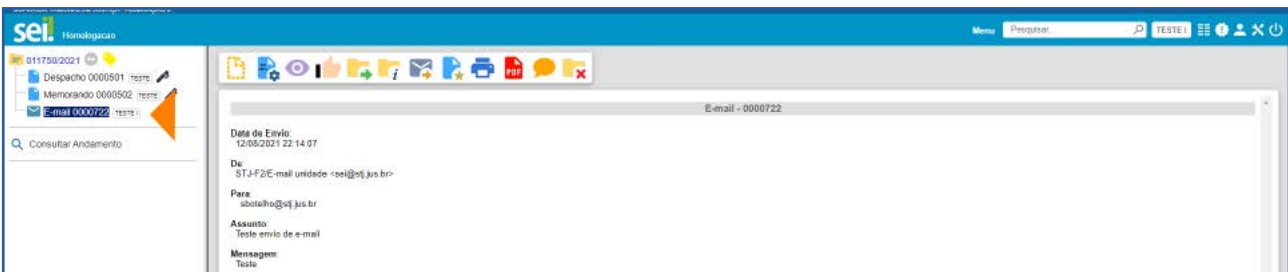 sei! Homologacao
Menu Pesquisar... TESTE I
011750/2021
Despacho 0000501 TESTE
Memorando 0000502 TESTE
E-mail 0000722 TESTE I
Consultar Andamento
PDF
E-mail - 0000722
Data de Envio:
12/08/2021 22:14:07
De:
STJ-F2/E-mail unidade <sei@stj.jus.br>
Para:
sbotelho@stj.jus.br
Assunto:
Teste envio de e-mail
Mensagem:
Teste